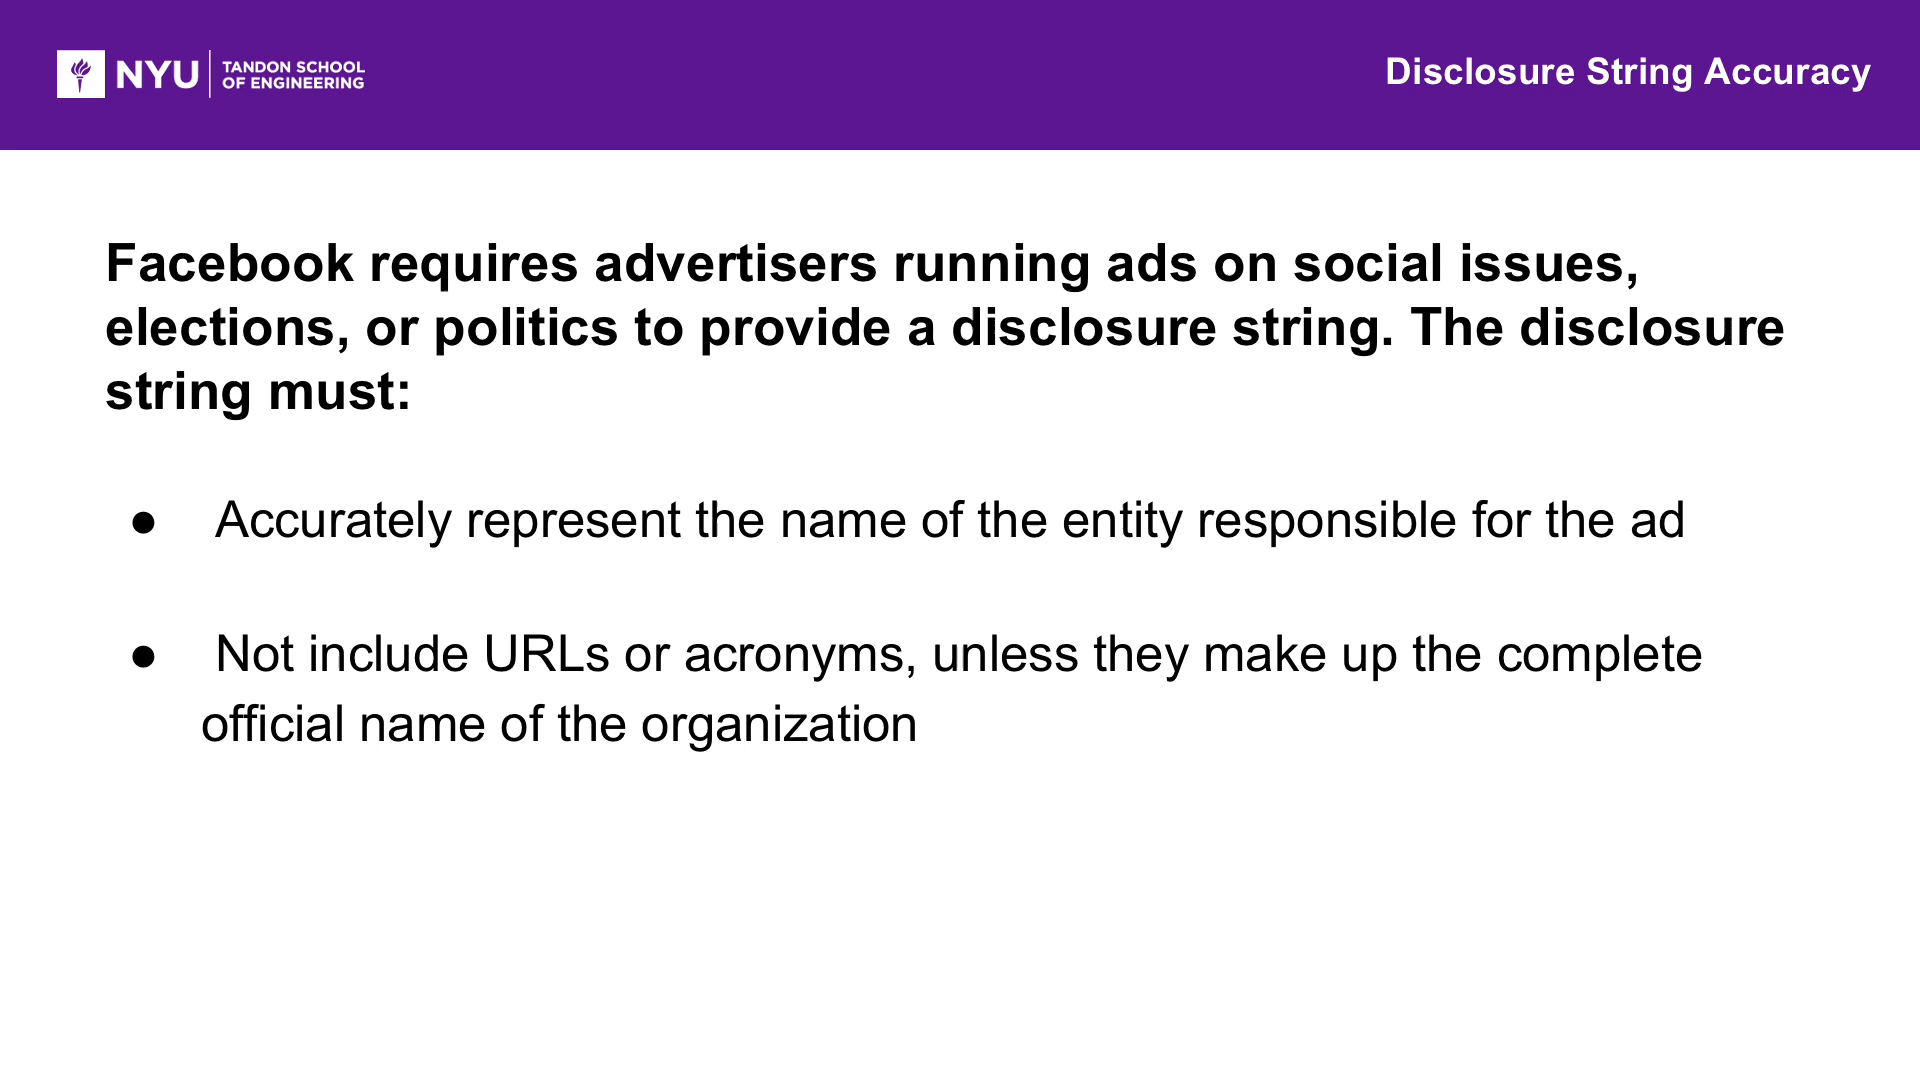 NYU
TANDON SCHOOL
OF ENGINEERING
Disclosure String Accuracy
Facebook requires advertisers running ads on social issues,
elections, or politics to provide a disclosure string. The disclosure
string must:
● Accurately represent the name of the entity responsible for the ad
● Not include URLs or acronyms, unless they make up the complete
official name of the organization